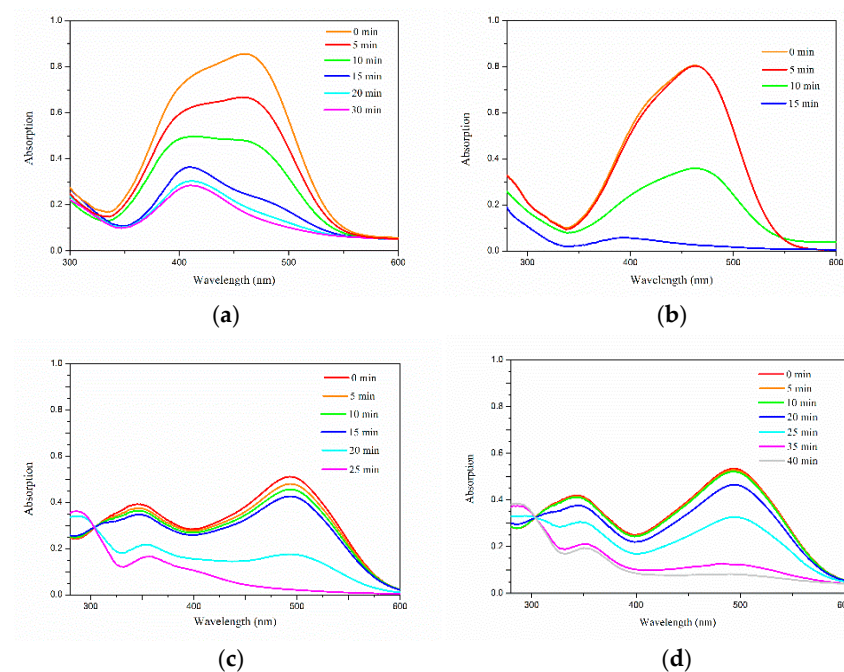 1.0
0.8
0.6
0.4
0.2
0.0
Absorption
300
400
500
600
Wavelength (nm)
0 min
5 min
10 min
15 min
20 min
30 min
(a)
1.0
0.8
0.6
0.4
0.2
0.0
Absorption
300
400
500
600
Wavelength (nm)
0 min
5 min
10 min
15 min
(b)
1.0
0.8
0.6
0.4
0.2
0.0
Absorption
300
400
500
600
Wavelength (nm)
0 min
5 min
10 min
15 min
20 min
25 min
(c)
1.0
0.8
0.6
0.4
0.2
0.0
Absorption
300
400
500
600
Wavelength (nm)
0 min
5 min
10 min
20 min
25 min
35 min
40 min
(d)